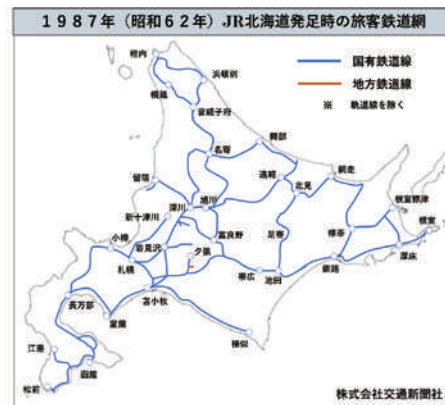 １９８７年（昭和６２年）JR北海道発足時の旅客鉄道網
国有鉄道線
地方鉄道線
※ 軌道線を除く
稚内
浜頓別
幌延
音威子府
名寄
興部
遠軽
網走
北見
留萌
深川
旭川
新十津川
根室標津
根室
小樽
岩見沢
夕張
富良野
足寄
標茶
厚床
札幌
帯広
池田
釧路
長万部
室蘭
苫小牧
様似
江差
函館
松前
株式会社交通新聞社